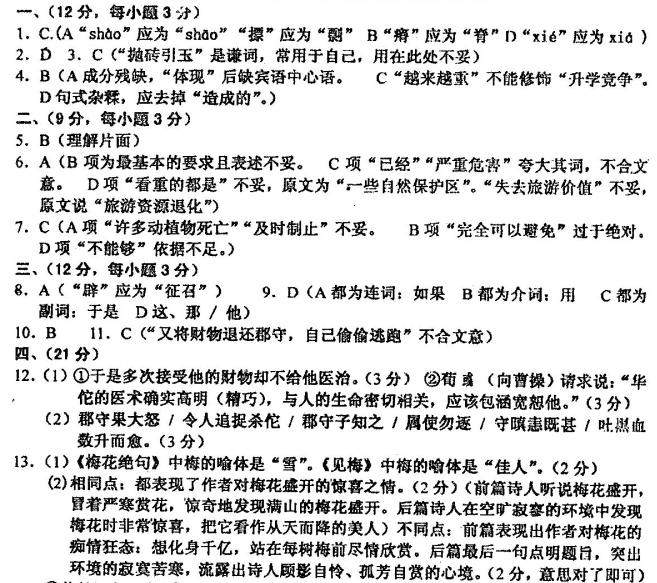 一、（12分，每小题3分）
1. C.（A“shào”应为“shāo”“摽”应为“剽” B“瘠”应为“脊”D“xié”应为xiá ）
2. D 3. C（“抛砖引玉”是谦词，常用于自己，用在此处不妥）
4. B（A成分残缺，“体现”后缺宾语中心语。 C“越来越重”不能修饰“升学竞争”。
D句式杂糅，应去掉“造成的”。）
二、（9分，每小题3分）
5. B（理解片面）
6. A（B项为最基本的要求且表述不妥。 C项“已经”“严重危害”夸大其词，不合文
意。 D项“看重的都是”不妥，原文为“一些自然保护区”。“失去旅游价值”不妥，
原文说“旅游资源退化”）
7. C（A项“许多动植物死亡”“及时制止”不妥。 B项“完全可以避免”过于绝对。
D项“不能够”依据不足。）
三、（12分，每小题3分）
8. A（“辟”应为“征召”） 9. D（A都为连词：如果 B都为介词：用 C都为
副词：于是 D这、那 / 他）
10. B 11. C（“又将财物退还郡守，自己偷偷逃跑”不合文意）
四、（21分）
12.（1）①于是多次接受他的财物却不给他医治。（3分） ②荀彧（向曹操）请求说：“华
佗的医术确实高明（精巧），与人的生命密切相关，应该包涵宽恕他。”（3分）
（2）郡守果大怒 / 令人追捉杀佗 / 郡守子知之 / 属使勿逐 / 守瞋恚既甚 / 吐黑血
数升而愈。（3分）
13.（1）《梅花绝句》中梅的喻体是“雪”。《见梅》中梅的喻体是“佳人”。（2分）
（2）相同点：都表现了作者对梅花盛开的惊喜之情。（2分）（前篇诗人听说梅花盛开，
冒着严寒赏花，惊奇地发现满山的梅花盛开。后篇诗人在空旷寂寥的环境中发现
梅花时非常惊喜，把它看作从天而降的美人）不同点：前篇表现出作者对梅花的
痴情狂态：想化身千亿，站在每树梅前尽情欣赏。后篇最后一句点明题旨，突出
环境的寂寞苦寒，流露出诗人顾影自怜、孤芳自赏的心境。（2分，意思对了即可）